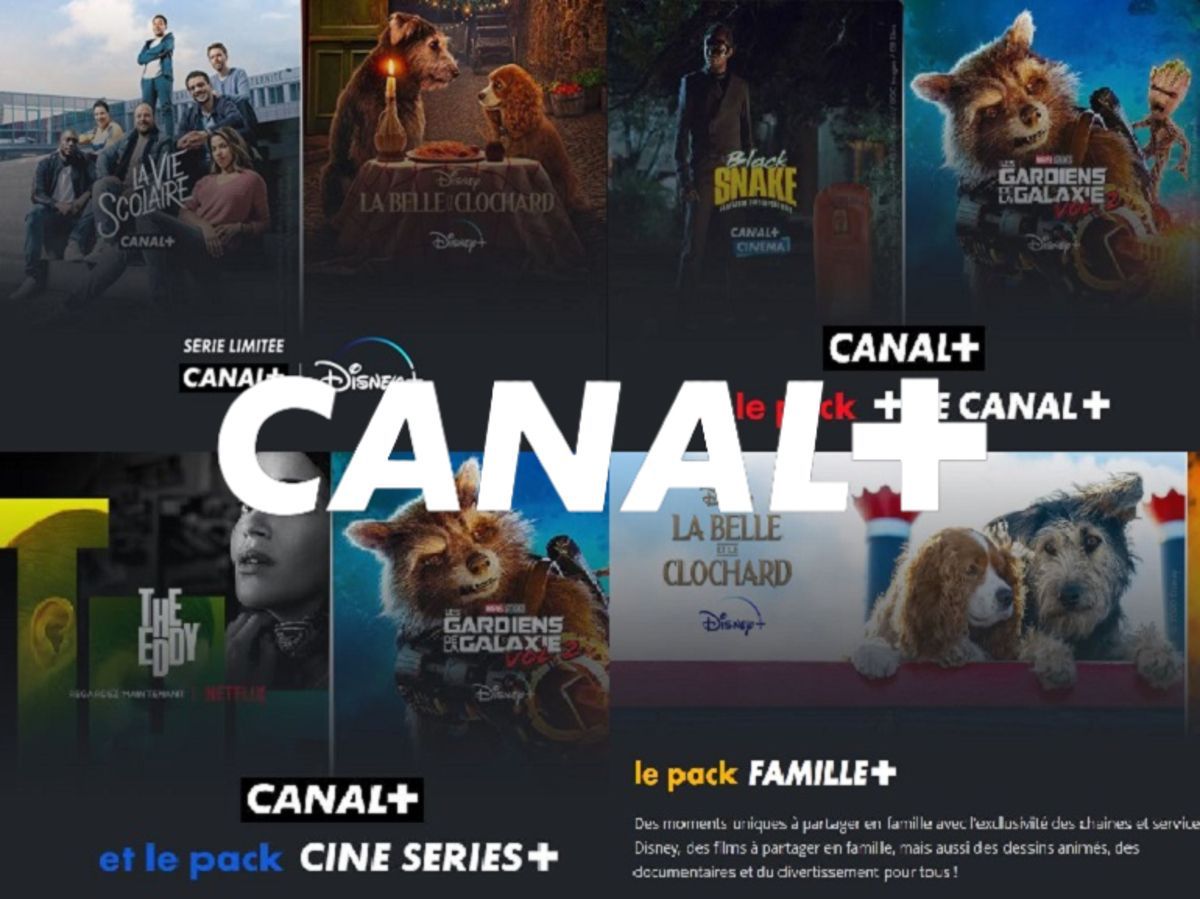 LA VIE
SCOLAIRE
CANAL+
Disney
LA BELLE ET LE CLOCHARD
Disney+
Black
SNAKE
CANAL+
CINEMA
MARVEL STUDIOS
LES
GARDIENS
DE LA GALAXIE
VOL. 2
Disney+
SERIE LIMITEE
CANAL+
Disney+
CANAL+
le pack + DE CANAL+
CANAL+
THE
EDDY
REGARDEZ MAINTENANT | NETFLIX
MARVEL STUDIOS
LES
GARDIENS
DE LA GALAXIE
VOL. 2
Disney+
LA BELLE
ET LE
CLOCHARD
Disney+
CANAL+
et le pack CINE SERIES+
le pack FAMILLE+
Des moments uniques à partager en famille avec l'exclusivité des chaines et service
Disney, des films à partager en famille, mais aussi des dessins animés, des
documentaires et du divertissement pour tous !